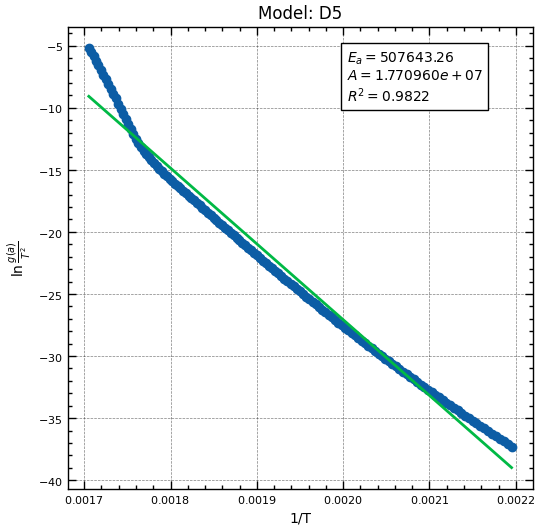 Model: D5
E_a = 507643.26
A = 1.770960e + 07
R² = 0.9822
ln g(a)/T²
−5
−10
−15
−20
−25
−30
−35
−40
0.0017 0.0018 0.0019 0.0020 0.0021 0.0022
1/T